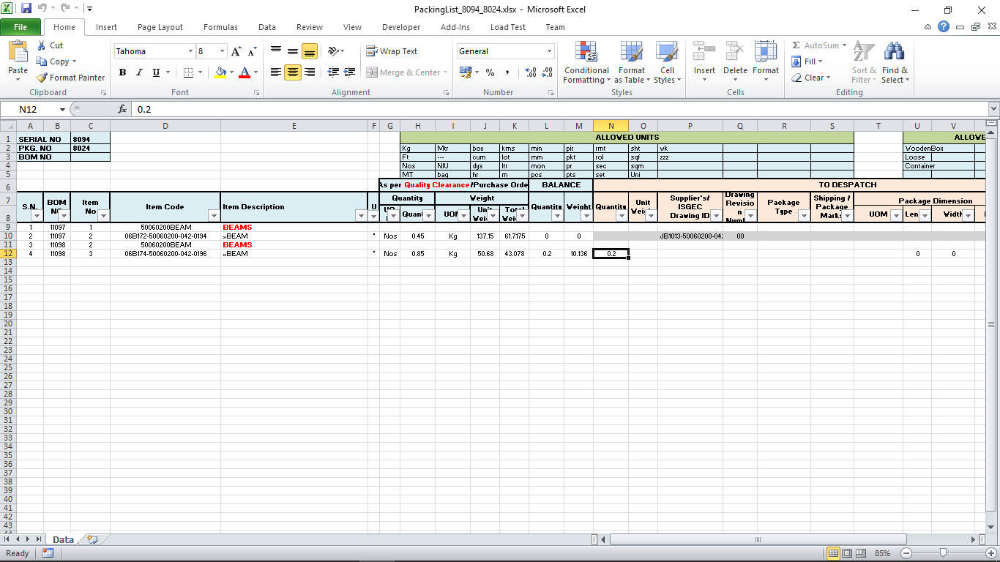 PackingList_8094_8024.xlsx - Microsoft Excel
File Home Insert Page Layout Formulas Data Review View Developer Add-Ins Load Test Team
Paste Cut Copy Format Painter Clipboard
Tahoma 8 B I U Font
Wrap Text Merge & Center Alignment
General % , Number
Conditional Formatting Format as Table Cell Styles Styles
Insert Delete Format Cells
Σ AutoSum Fill Clear Sort & Filter Find & Select Editing
N12 fx 0.2
A B C D E F G H I J K L M N O P Q R S T U V
1 SERIAL NO 8094 ALLOWED UNITS ALLOWE
2 PKG. NO 8024 Kg Mtr box kms min pir rmt sht wk WoodenBox
3 BOM NO Ft --- cum lot mm pkt rol sqf zzz Loose
4 Nos NIU dys ltr mon pr sec sqm Container
5 MT bag hr m pcs pts set Uni
6 As per Quality Clearance/Purchase Orde BALANCE TO DESPATCH
7 S.N. BOM NO Item No Item Code Item Description U Quantity Weight Quantity Weight Quantity Unit Weig Supplier's/ ISGEC Drawing ID Drawing Revisio n Package Type Shipping / Package Marks Package Dimension
8 Quan UOM Unit Weig Total UOM Len Width
9 1 11097 1 50060200BEAM BEAMS
10 2 11097 2 06B172-50060200-042-0194 »BEAM * Nos 0.45 Kg 137.15 61.7175 0 0 JB1013-50060200-042 00
11 3 11098 2 50060200BEAM BEAMS
12 4 11098 3 06B174-50060200-042-0196 »BEAM * Nos 0.85 Kg 50.68 43.078 0.2 10.136 0.2 0 0
13
14
15
16
17
18
19
20
21
22
23
24
25
26
27
28
29
30
31
32
33
34
35
36
37
38
39
40
41
42
43
Data
Ready 85%